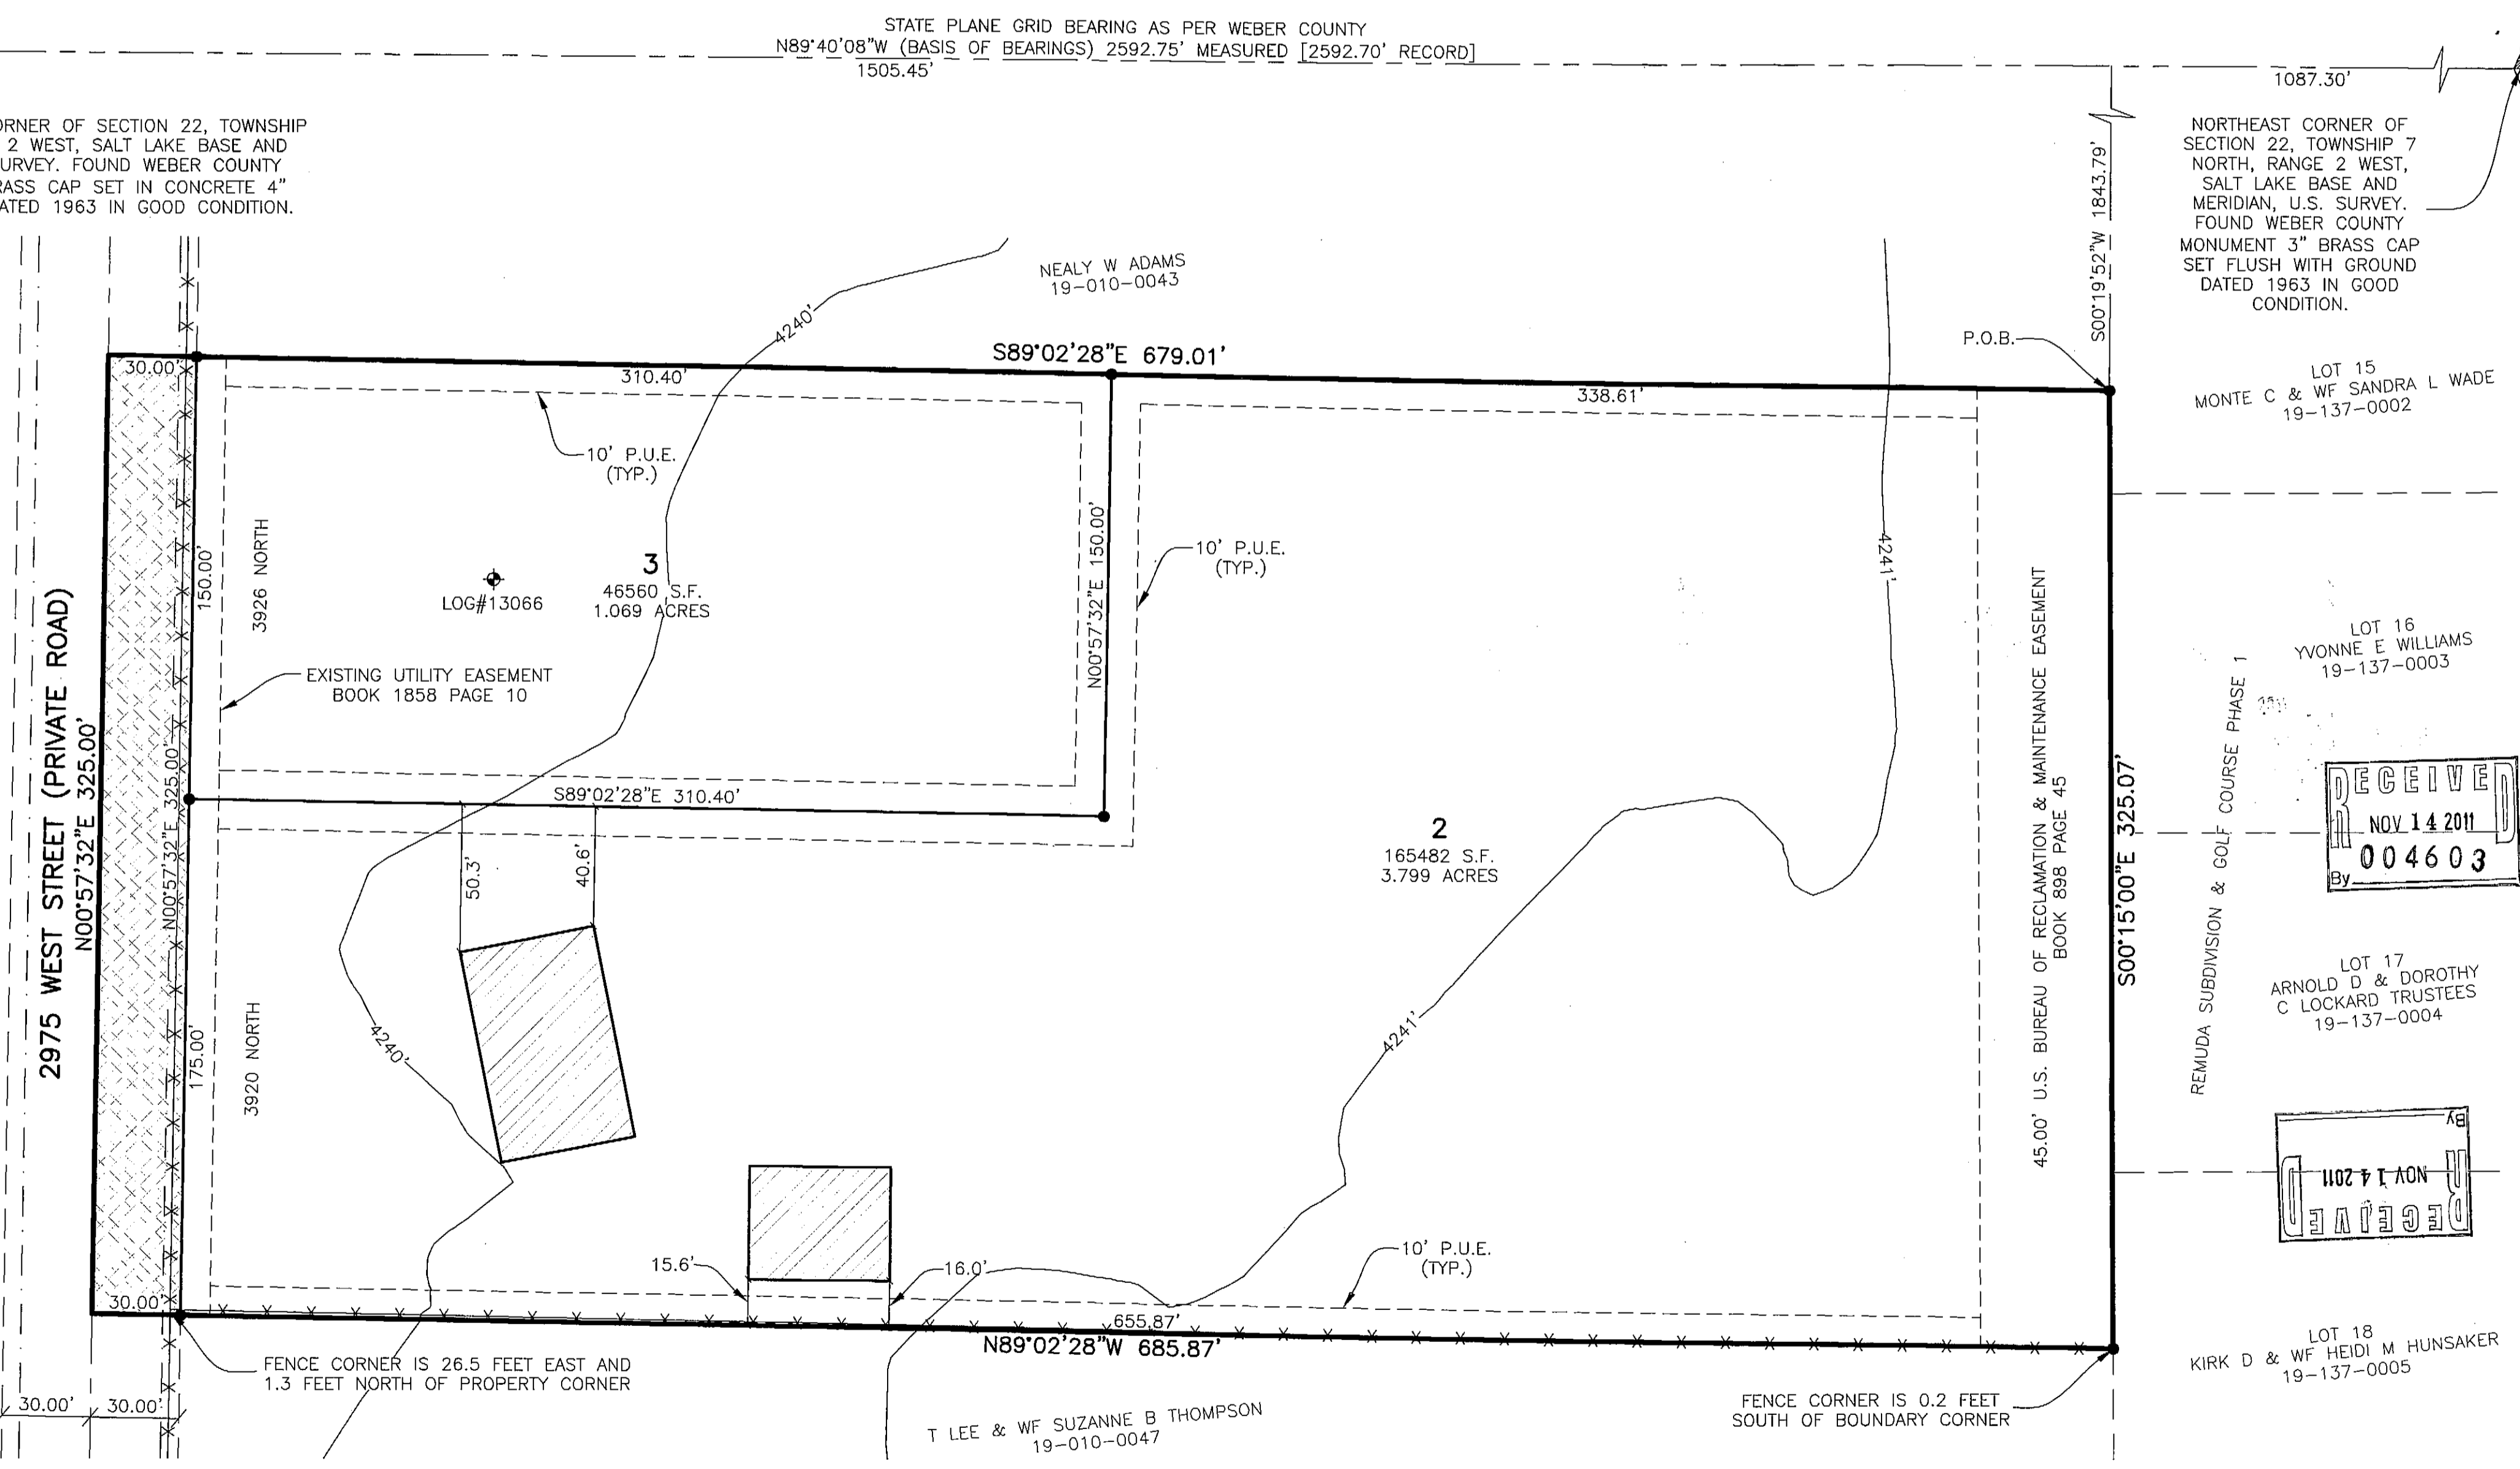 STATE PLANE GRID BEARING AS PER WEBER COUNTY
N89°40'08"W (BASIS OF BEARINGS) 2592.75' MEASURED [2592.70' RECORD]
1505.45'
1087.30'
ORNER OF SECTION 22, TOWNSHIP
2 WEST, SALT LAKE BASE AND
URVEY. FOUND WEBER COUNTY
RASS CAP SET IN CONCRETE 4"
ATED 1963 IN GOOD CONDITION.
NORTHEAST CORNER OF
SECTION 22, TOWNSHIP 7
NORTH, RANGE 2 WEST,
SALT LAKE BASE AND
MERIDIAN, U.S. SURVEY.
FOUND WEBER COUNTY
MONUMENT 3" BRASS CAP
SET FLUSH WITH GROUND
DATED 1963 IN GOOD
CONDITION.
S00°19'52"W 1843.79'
NEALY W ADAMS
19-010-0043
4240'
P.O.B.
S89°02'28"E 679.01'
30.00'
310.40'
338.61'
LOT 15
MONTE C & WF SANDRA L WADE
19-137-0002
10' P.U.E.
(TYP.)
10' P.U.E.
(TYP.)
150.00'
3926 NORTH
LOG#13066
3
46560 S.F.
1.069 ACRES
N00°57'32"E 150.00'
4241'
EXISTING UTILITY EASEMENT
BOOK 1858 PAGE 10
LOT 16
YVONNE E WILLIAMS
19-137-0003
2975 WEST STREET (PRIVATE ROAD)
N00°57'32"E 325.00'
N00°57'32"E 325.00'
S89°02'28"E 310.40'
50.3'
40.6'
2
165482 S.F.
3.799 ACRES
45.00' U.S. BUREAU OF RECLAMATION & MAINTENANCE EASEMENT
BOOK 898 PAGE 45
S00°15'00"E 325.07'
REMUDA SUBDIVISION & GOLF COURSE PHASE 1
RECEIVED
NOV 14 2011
004603
By
LOT 17
ARNOLD D & DOROTHY
C LOCKARD TRUSTEES
19-137-0004
175.00'
3920 NORTH
4240'
4241'
RECEIVED
NOV 14 2011
By
15.6'
16.0'
10' P.U.E.
(TYP.)
30.00'
655.87'
N89°02'28"W 685.87'
FENCE CORNER IS 26.5 FEET EAST AND
1.3 FEET NORTH OF PROPERTY CORNER
LOT 18
KIRK D & WF HEIDI M HUNSAKER
19-137-0005
30.00'
30.00'
T LEE & WF SUZANNE B THOMPSON
19-010-0047
FENCE CORNER IS 0.2 FEET
SOUTH OF BOUNDARY CORNER